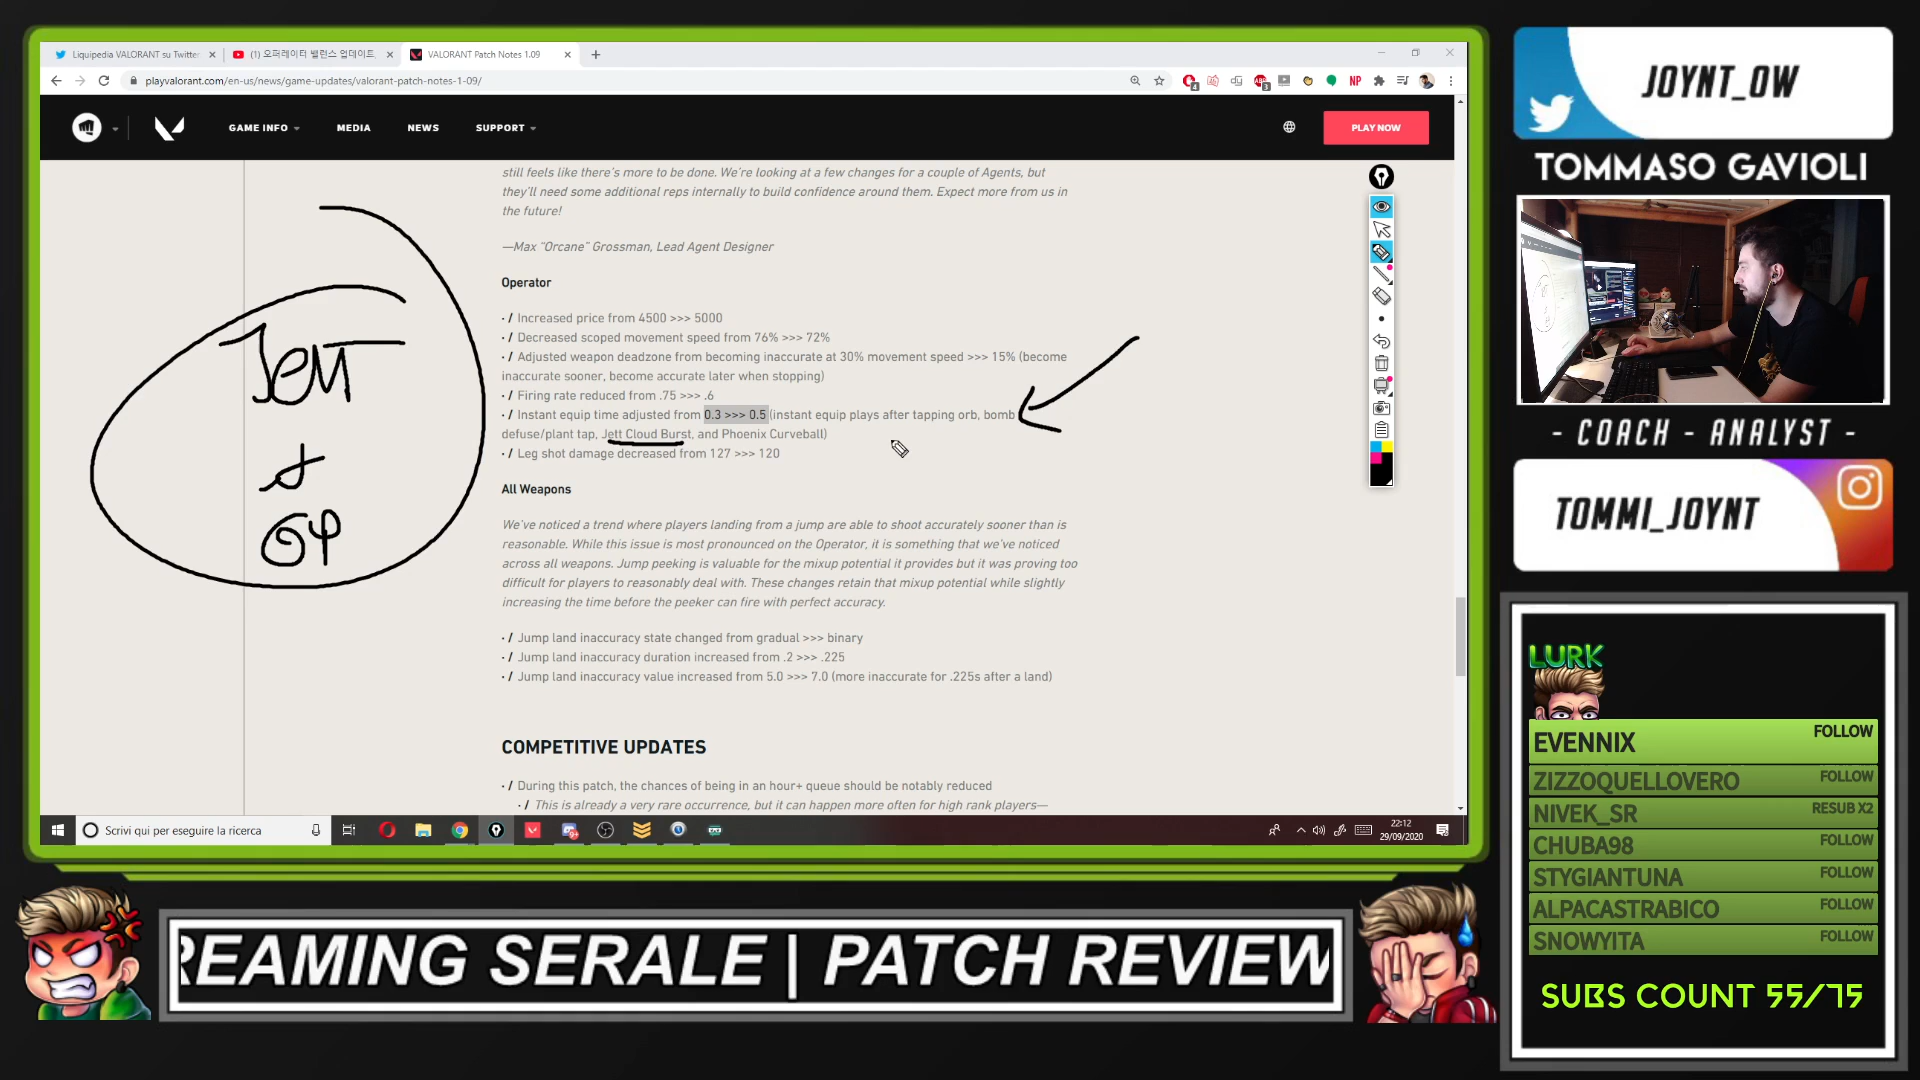 Liquipedia VALORANT su Twitter
(1) 오퍼레이터 밸런스 업데이트
VALORANT Patch Notes 1.09
playvalorant.com/en-us/news/game-updates/valorant-patch-notes-1-09/
GAME INFO
MEDIA
NEWS
SUPPORT
PLAY NOW
still feels like there's more to be done. We're looking at a few changes for a couple of Agents, but
they'll need some additional reps internally to build confidence around them. Expect more from us in
the future!
—Max "Orcane" Grossman, Lead Agent Designer
Operator
· / Increased price from 4500 >>> 5000
· / Decreased scoped movement speed from 76% >>> 72%
· / Adjusted weapon deadzone from becoming inaccurate at 30% movement speed >>> 15% (become
inaccurate sooner, become accurate later when stopping)
· / Firing rate reduced from .75 >>> .6
· / Instant equip time adjusted from 0.3 >>> 0.5 (instant equip plays after tapping orb, bomb
defuse/plant tap, Jett Cloud Burst, and Phoenix Curveball)
· / Leg shot damage decreased from 127 >>> 120
All Weapons
We've noticed a trend where players landing from a jump are able to shoot accurately sooner than is
reasonable. While this issue is most pronounced on the Operator, it is something that we've noticed
across all weapons. Jump peeking is valuable for the mixup potential it provides but it was proving too
difficult for players to reasonably deal with. These changes retain that mixup potential while slightly
increasing the time before the peeker can fire with perfect accuracy.
· / Jump land inaccuracy state changed from gradual >>> binary
· / Jump land inaccuracy duration increased from .2 >>> .225
· / Jump land inaccuracy value increased from 5.0 >>> 7.0 (more inaccurate for .225s after a land)
COMPETITIVE UPDATES
· / During this patch, the chances of being in an hour+ queue should be notably reduced
· / This is already a very rare occurrence, but it can happen more often for high rank players—
JETT
&
OP
NP
Scrivi qui per eseguire la ricerca
22:12
29/09/2020
JOYNT_OW
TOMMASO GAVIOLI
- COACH - ANALYST -
TOMMI_JOYNT
LURK
EVENNIX FOLLOW
ZIZZOQUELLOVERO FOLLOW
NIVEK_SR RESUB X2
CHUBA98 FOLLOW
STYGIANTUNA FOLLOW
ALPACASTRABICO FOLLOW
SNOWYITA FOLLOW
SUBS COUNT 55/75
REAMING SERALE | PATCH REVIEW